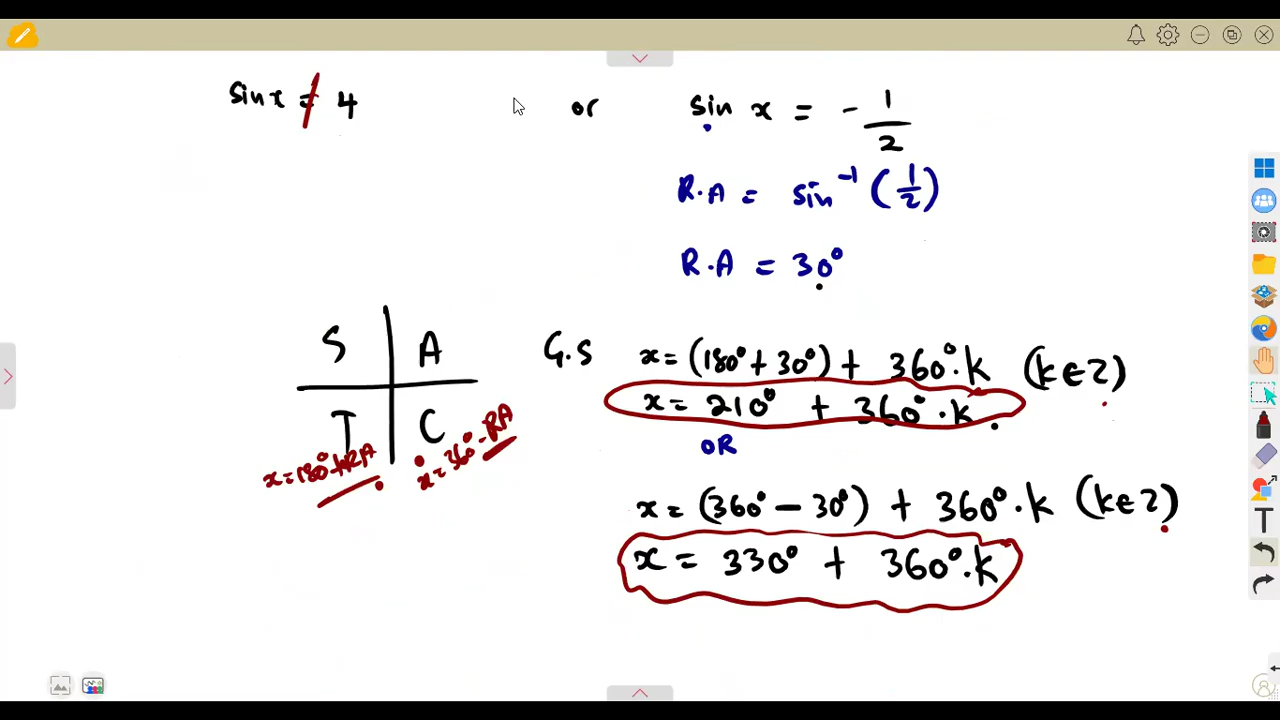 sin x ≠ 4 or sin x = - 1/2
R.A = sin⁻¹ (1/2)
R.A = 30°
S A
T C
x = 180° + RA
x = 360° - RA
G.S x = (180° + 30°) + 360°.k (k ∈ Z)
x = 210° + 360°.k
OR
x = (360° - 30°) + 360°.k (k ∈ Z)
x = 330° + 360°.k
T